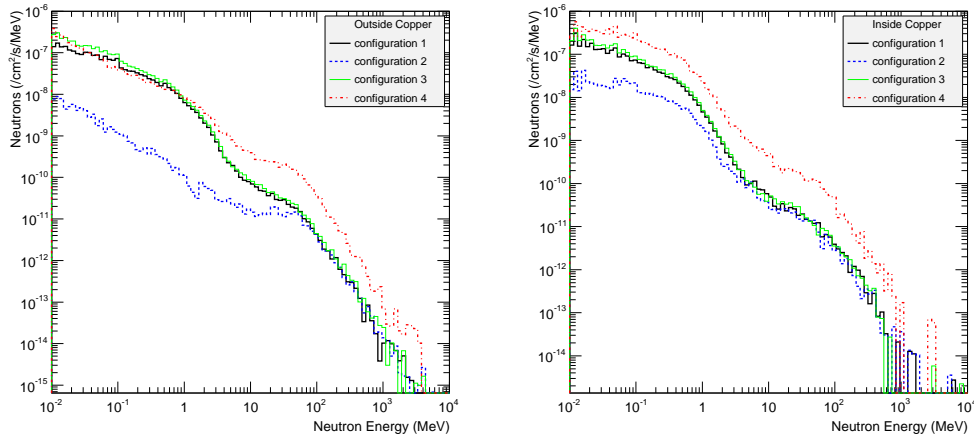 Outside Copper
configuration 1
configuration 2
configuration 3
configuration 4
Neutrons (/cm²/s/MeV)
10⁻⁶
10⁻⁷
10⁻⁸
10⁻⁹
10⁻¹⁰
10⁻¹¹
10⁻¹²
10⁻¹³
10⁻¹⁴
10⁻¹⁵
10⁻² 10⁻¹ 1 10 10² 10³ 10⁴
Neutron Energy (MeV)
Inside Copper
configuration 1
configuration 2
configuration 3
configuration 4
Neutrons (/cm²/s/MeV)
10⁻⁶
10⁻⁷
10⁻⁸
10⁻⁹
10⁻¹⁰
10⁻¹¹
10⁻¹²
10⁻¹³
10⁻¹⁴
10⁻² 10⁻¹ 1 10 10² 10³ 10⁴
Neutron Energy (MeV)